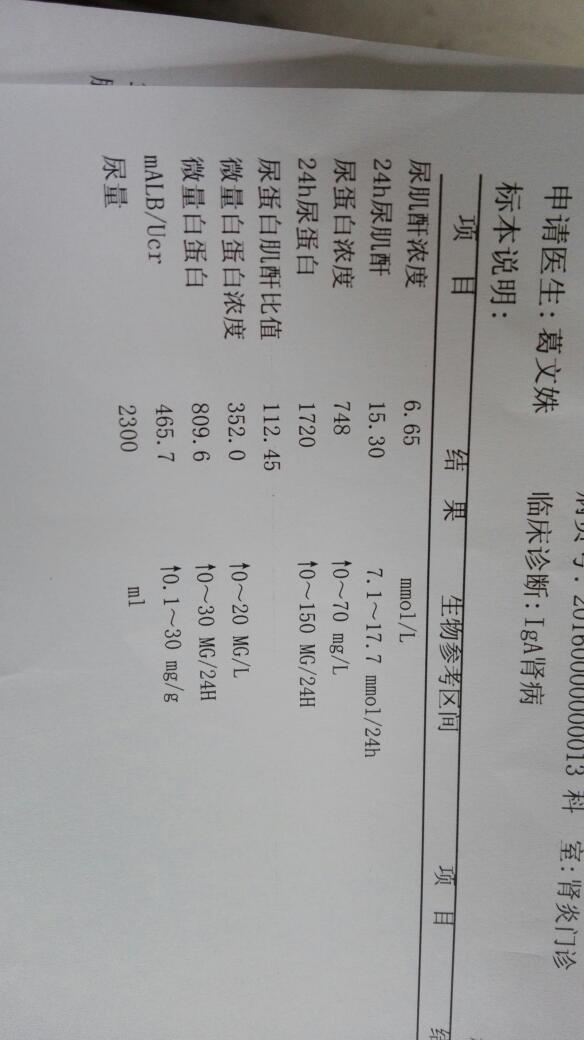 病员号: 20160000000013 科 室:肾炎门诊
申请医生: 葛文姝 临床诊断: IgA肾病
标本说明:
项 目 结 果 生物参考区间 项 目 结
尿肌酐浓度 6.65 mmol/L
24h尿肌酐 15.30 7.1~17.7 mmol/24h
尿蛋白浓度 748 ↑0~70 mg/L
24h尿蛋白 1720 ↑0~150 MG/24H
尿蛋白肌酐比值 112.45
微量白蛋白浓度 352.0 ↑0~20 MG/L
微量白蛋白 809.6 ↑0~30 MG/24H
mALB/Ucr 465.7 ↑0.1~30 mg/g
尿量 2300 ml